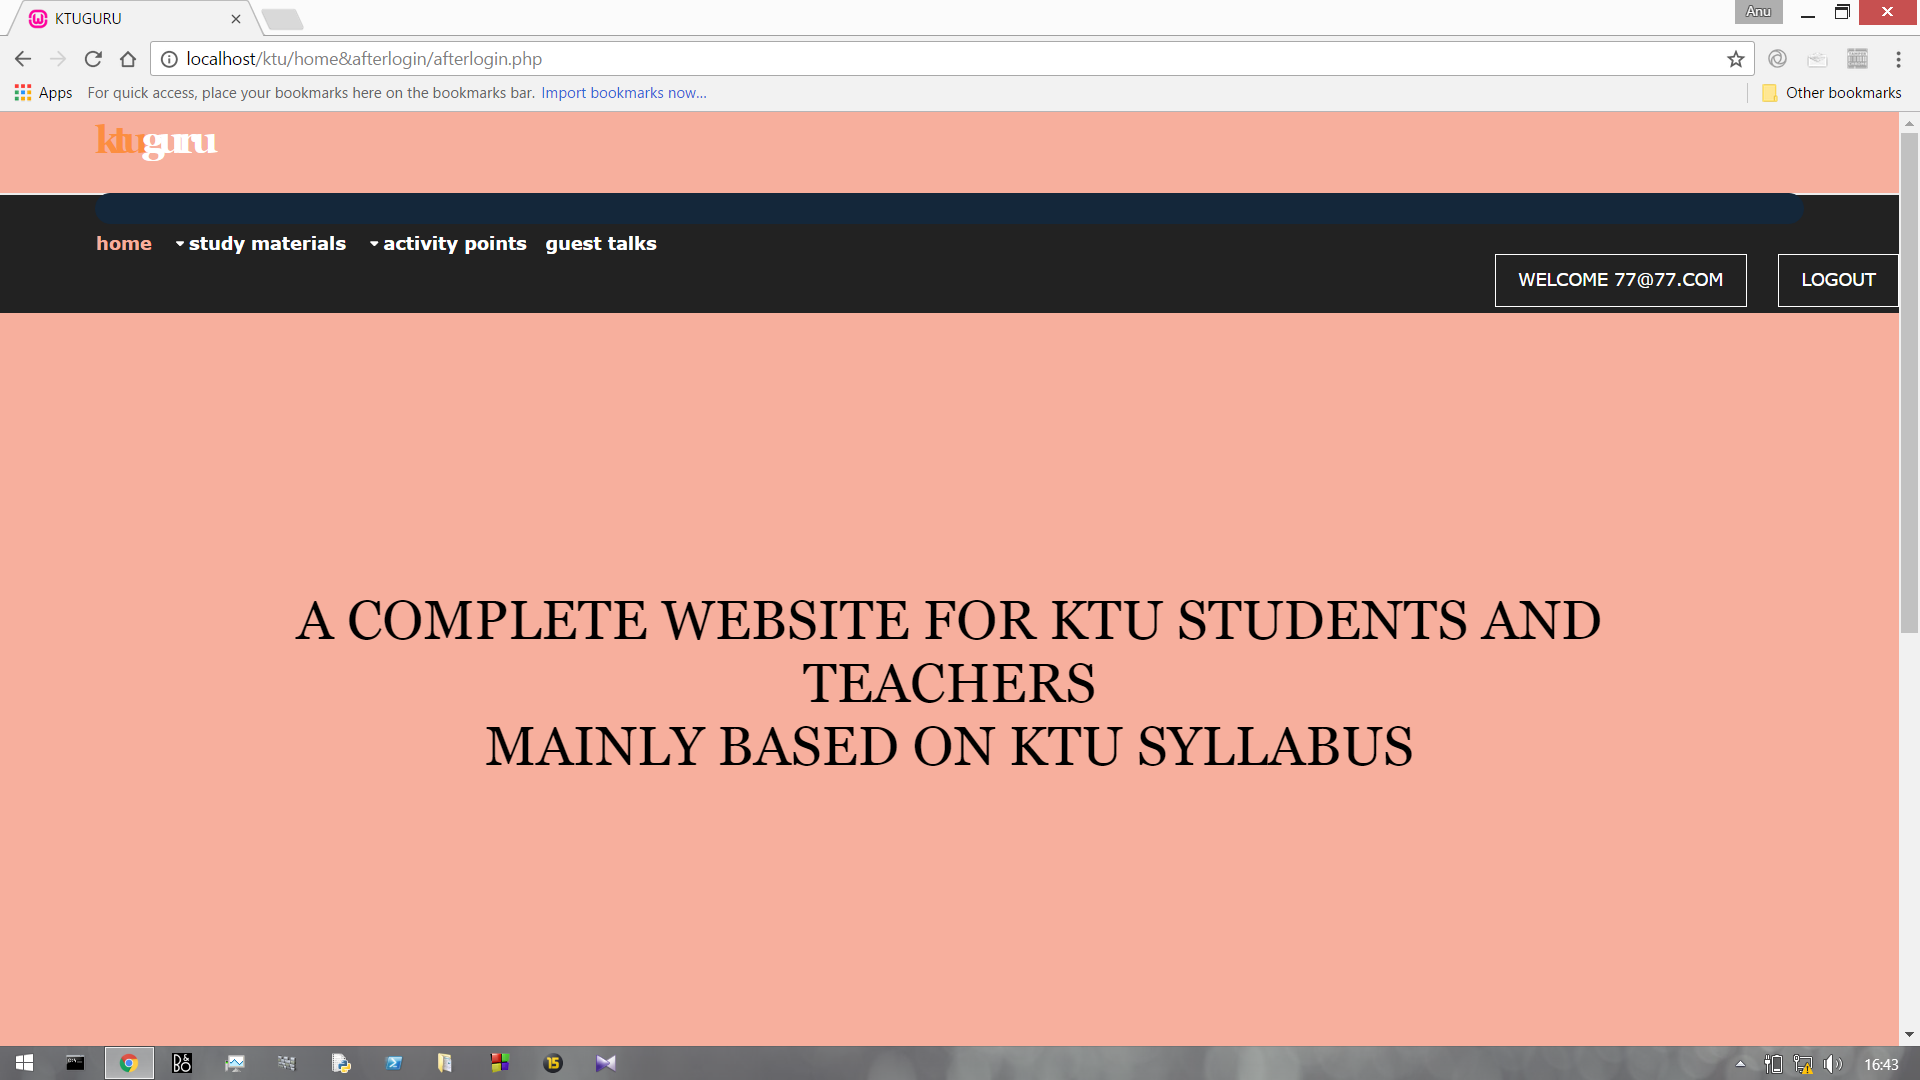 KTUGURU
Anu
localhost/ktu/home&afterlogin/afterlogin.php
Apps For quick access, place your bookmarks here on the bookmarks bar. Import bookmarks now... Other bookmarks
ktuguru
home study materials activity points guest talks
WELCOME 77@77.COM LOGOUT
A COMPLETE WEBSITE FOR KTU STUDENTS AND
TEACHERS
MAINLY BASED ON KTU SYLLABUS
B&O 15 16:43